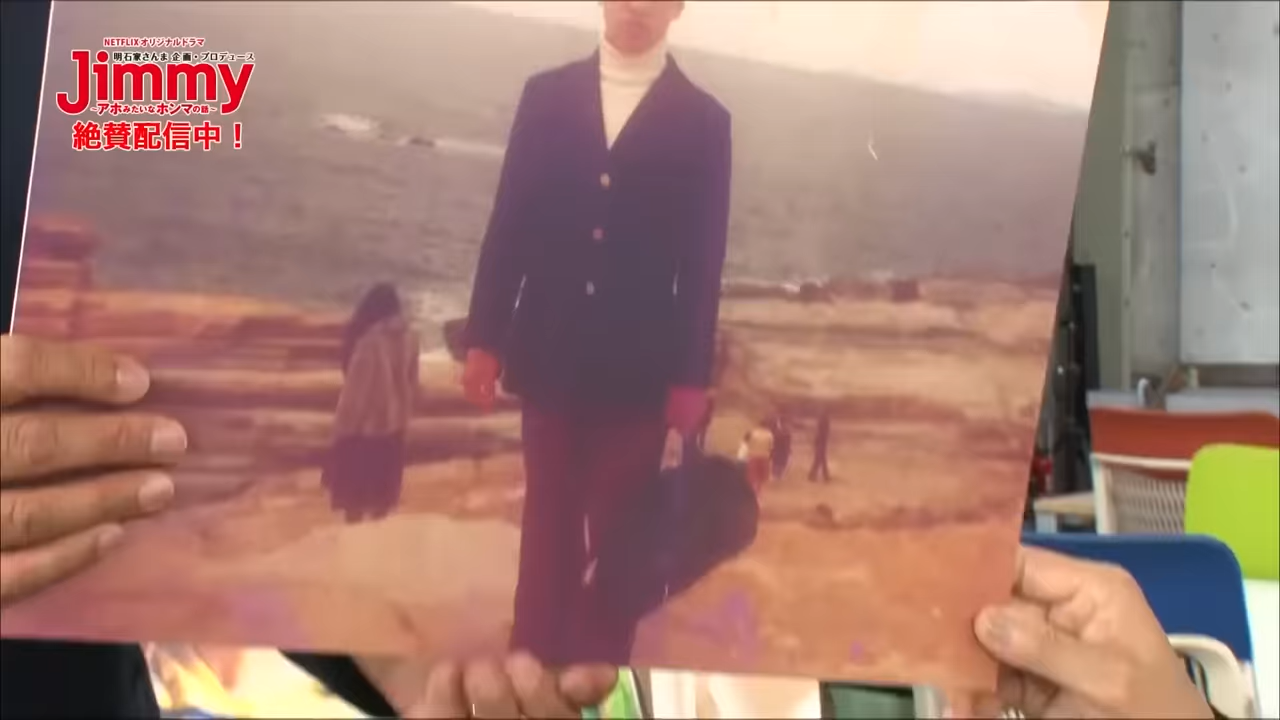 NETFLIXオリジナルドラマ
明石家さんま 企画・プロデュース
Jimmy
~アホみたいなホンマの話~
絶賛配信中！